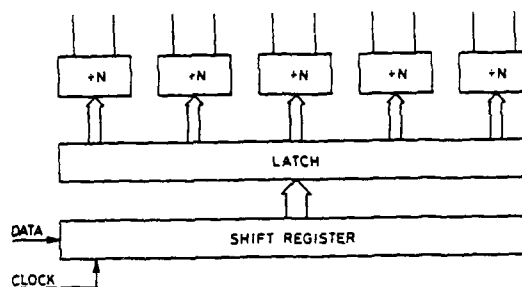 ÷N ÷N ÷N ÷N ÷N
LATCH
DATA
SHIFT REGISTER
CLOCK